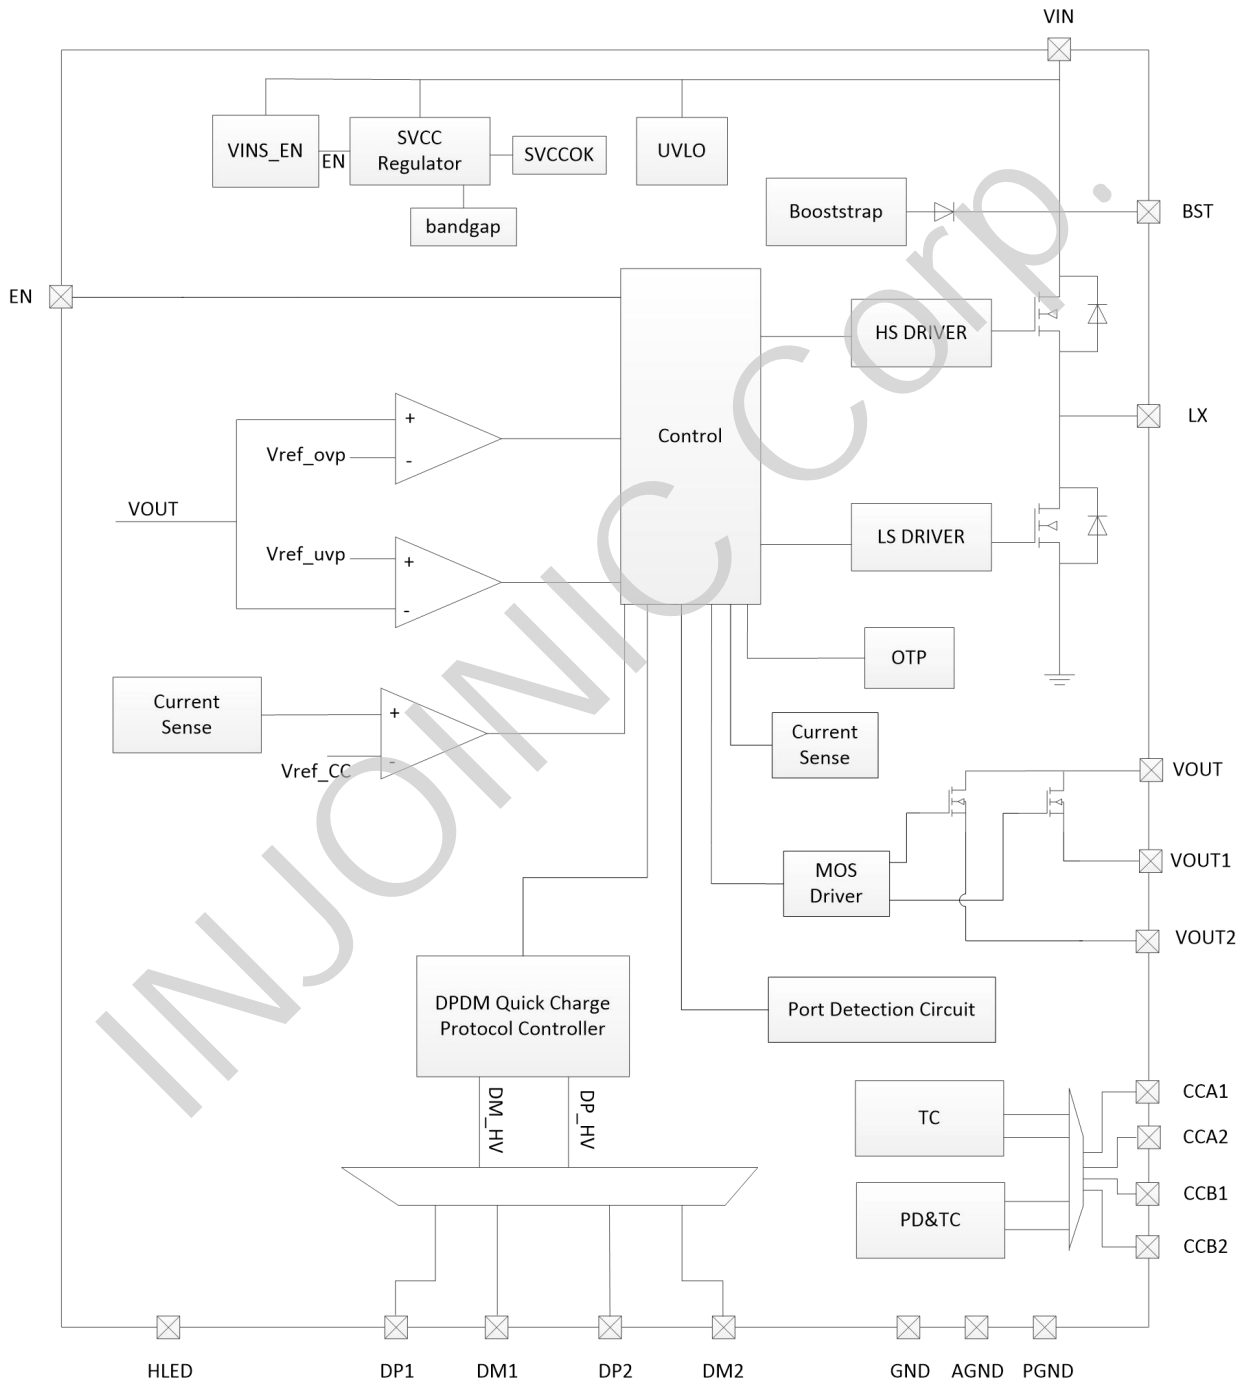 VIN
VINS_EN
EN
SVCC
Regulator
SVCCOK
UVLO
bandgap
Booststrap
BST
EN
HS DRIVER
LX
Control
+
Vref_ovp
-
VOUT
Vref_uvp
+
-
LS DRIVER
OTP
Current
Sense
+
Vref_CC
-
Current
Sense
VOUT
MOS
Driver
VOUT1
VOUT2
DPDM Quick Charge
Protocol Controller
Port Detection Circuit
DM_HV
DP_HV
TC
CCA1
CCA2
PD&TC
CCB1
CCB2
HLED
DP1
DM1
DP2
DM2
GND
AGND
PGND
INJOINIC Corp.